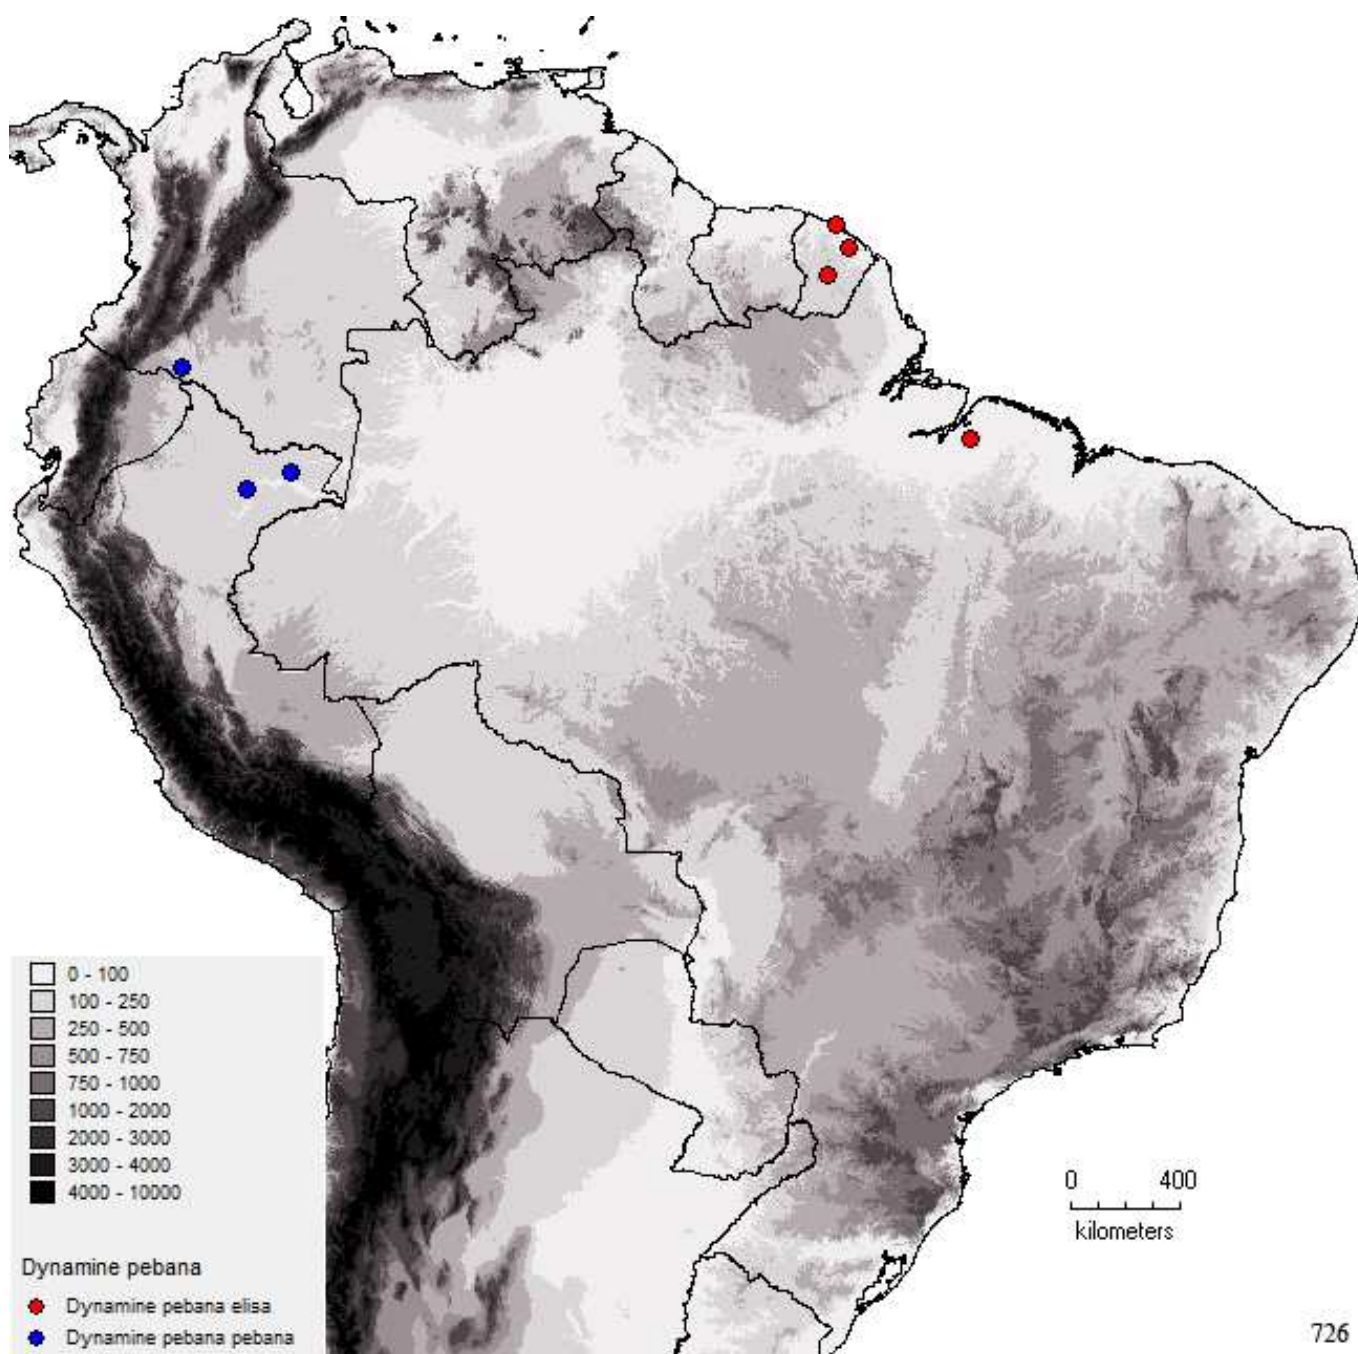 0 - 100
100 - 250
250 - 500
500 - 750
750 - 1000
1000 - 2000
2000 - 3000
3000 - 4000
4000 - 10000
Dynamine pebana
Dynamine pebana elisa
Dynamine pebana pebana
0 400
kilometers
726